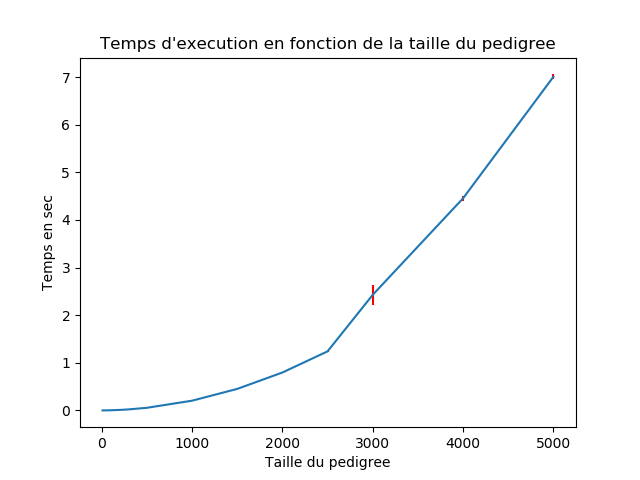 Temps d'execution en fonction de la taille du pedigree
7
6
5
4
3
2
1
0
Temps en sec
0 1000 2000 3000 4000 5000
Taille du pedigree